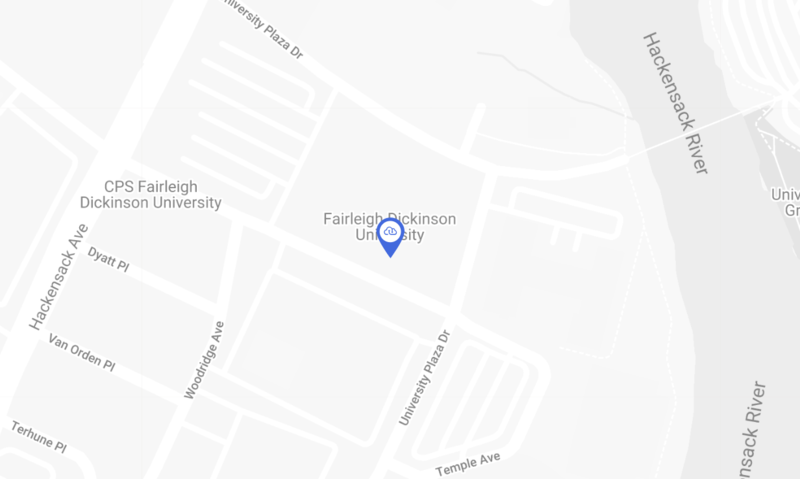 University Plaza Dr
Hackensack River
CPS Fairleigh
Dickinson University
Fairleigh Dickinson
University
Hackensack Ave
Dyatt Pl
Van Orden Pl
Woodridge Ave
University Plaza Dr
Terhune Pl
Temple Ave
Hackensack River